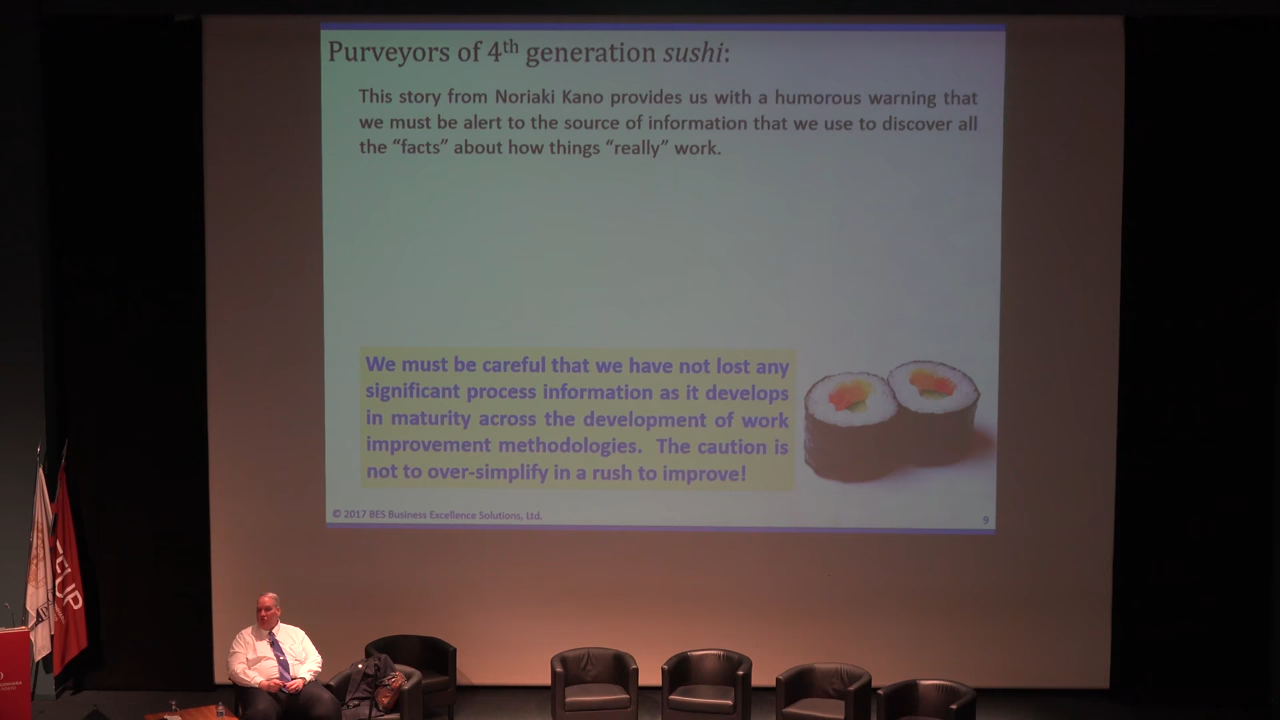 Purveyors of 4th generation sushi:
This story from Noriaki Kano provides us with a humorous warning that
we must be alert to the source of information that we use to discover all
the “facts” about how things “really” work.
We must be careful that we have not lost any
significant process information as it develops
in maturity across the development of work
improvement methodologies. The caution is
not to over-simplify in a rush to improve!
© 2017 BES Business Excellence Solutions, Ltd.
9